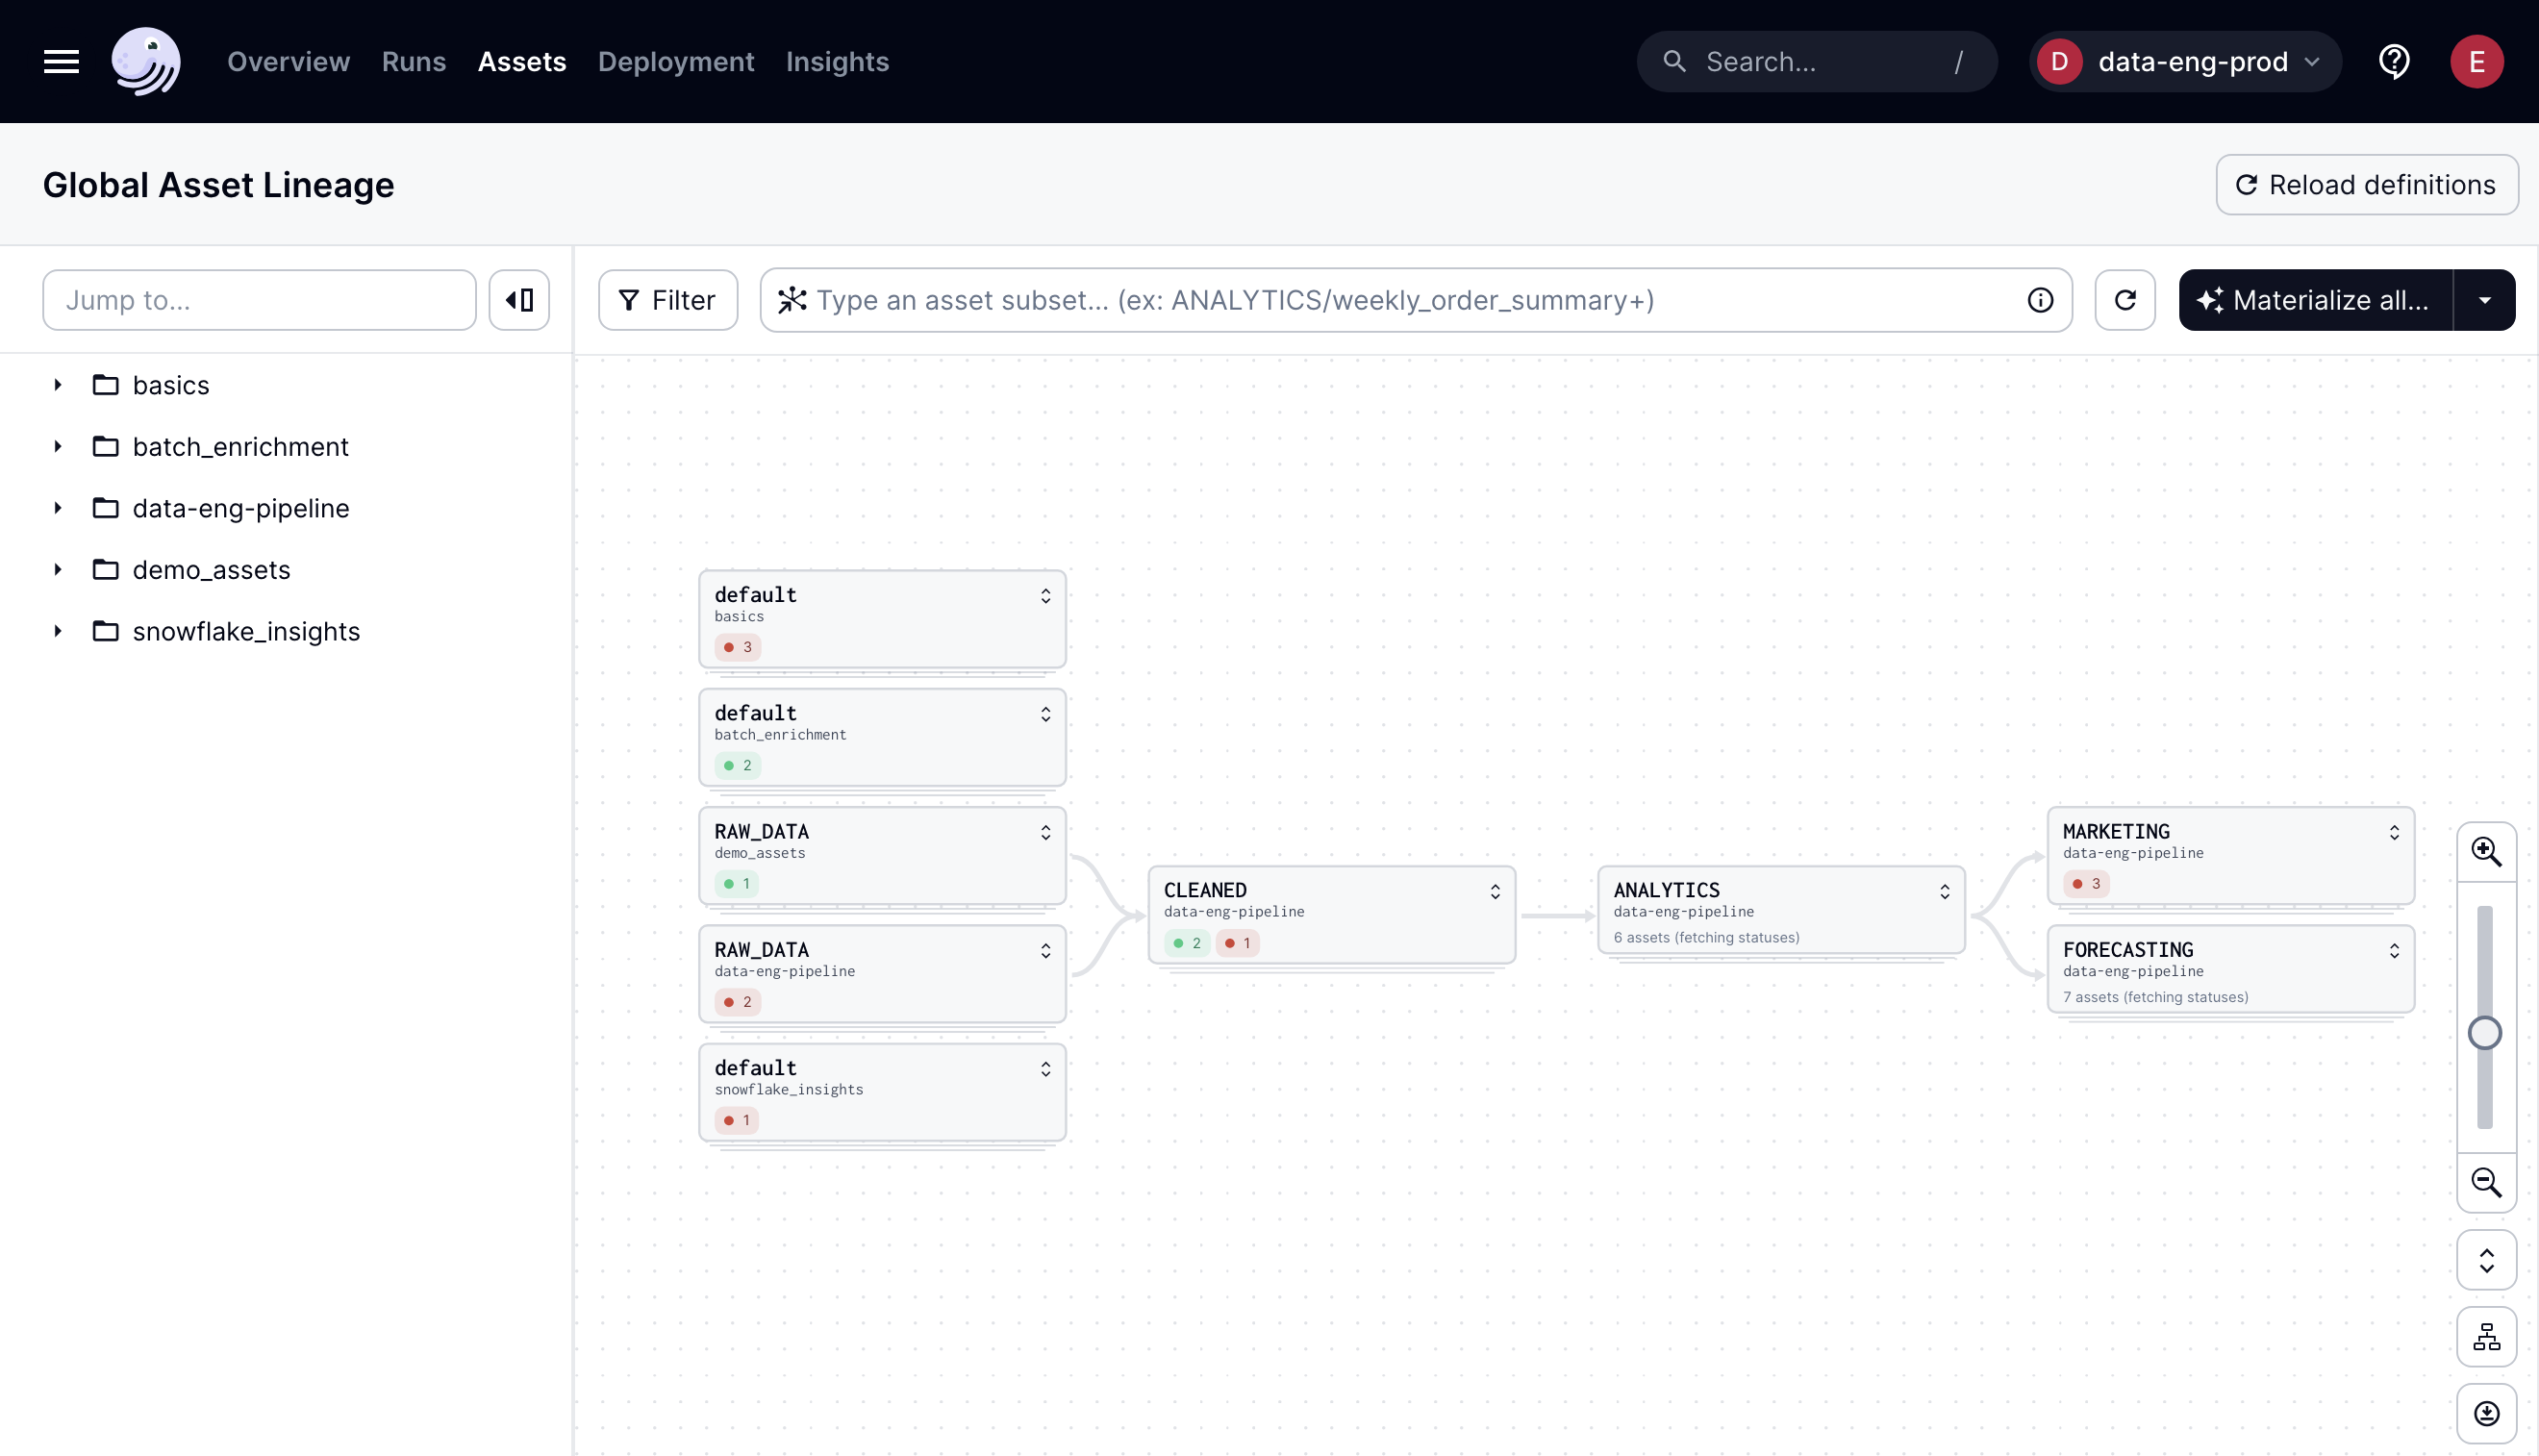 Overview Runs Assets Deployment Insights
Search... /
D data-eng-prod
E
Global Asset Lineage
Reload definitions
Jump to...
Filter
Type an asset subset... (ex: ANALYTICS/weekly_order_summary+)
Materialize all...
basics
batch_enrichment
data-eng-pipeline
demo_assets
snowflake_insights
default
basics
3
default
batch_enrichment
2
RAW_DATA
demo_assets
1
RAW_DATA
data-eng-pipeline
2
default
snowflake_insights
1
CLEANED
data-eng-pipeline
2 1
ANALYTICS
data-eng-pipeline
6 assets (fetching statuses)
MARKETING
data-eng-pipeline
3
FORECASTING
data-eng-pipeline
7 assets (fetching statuses)